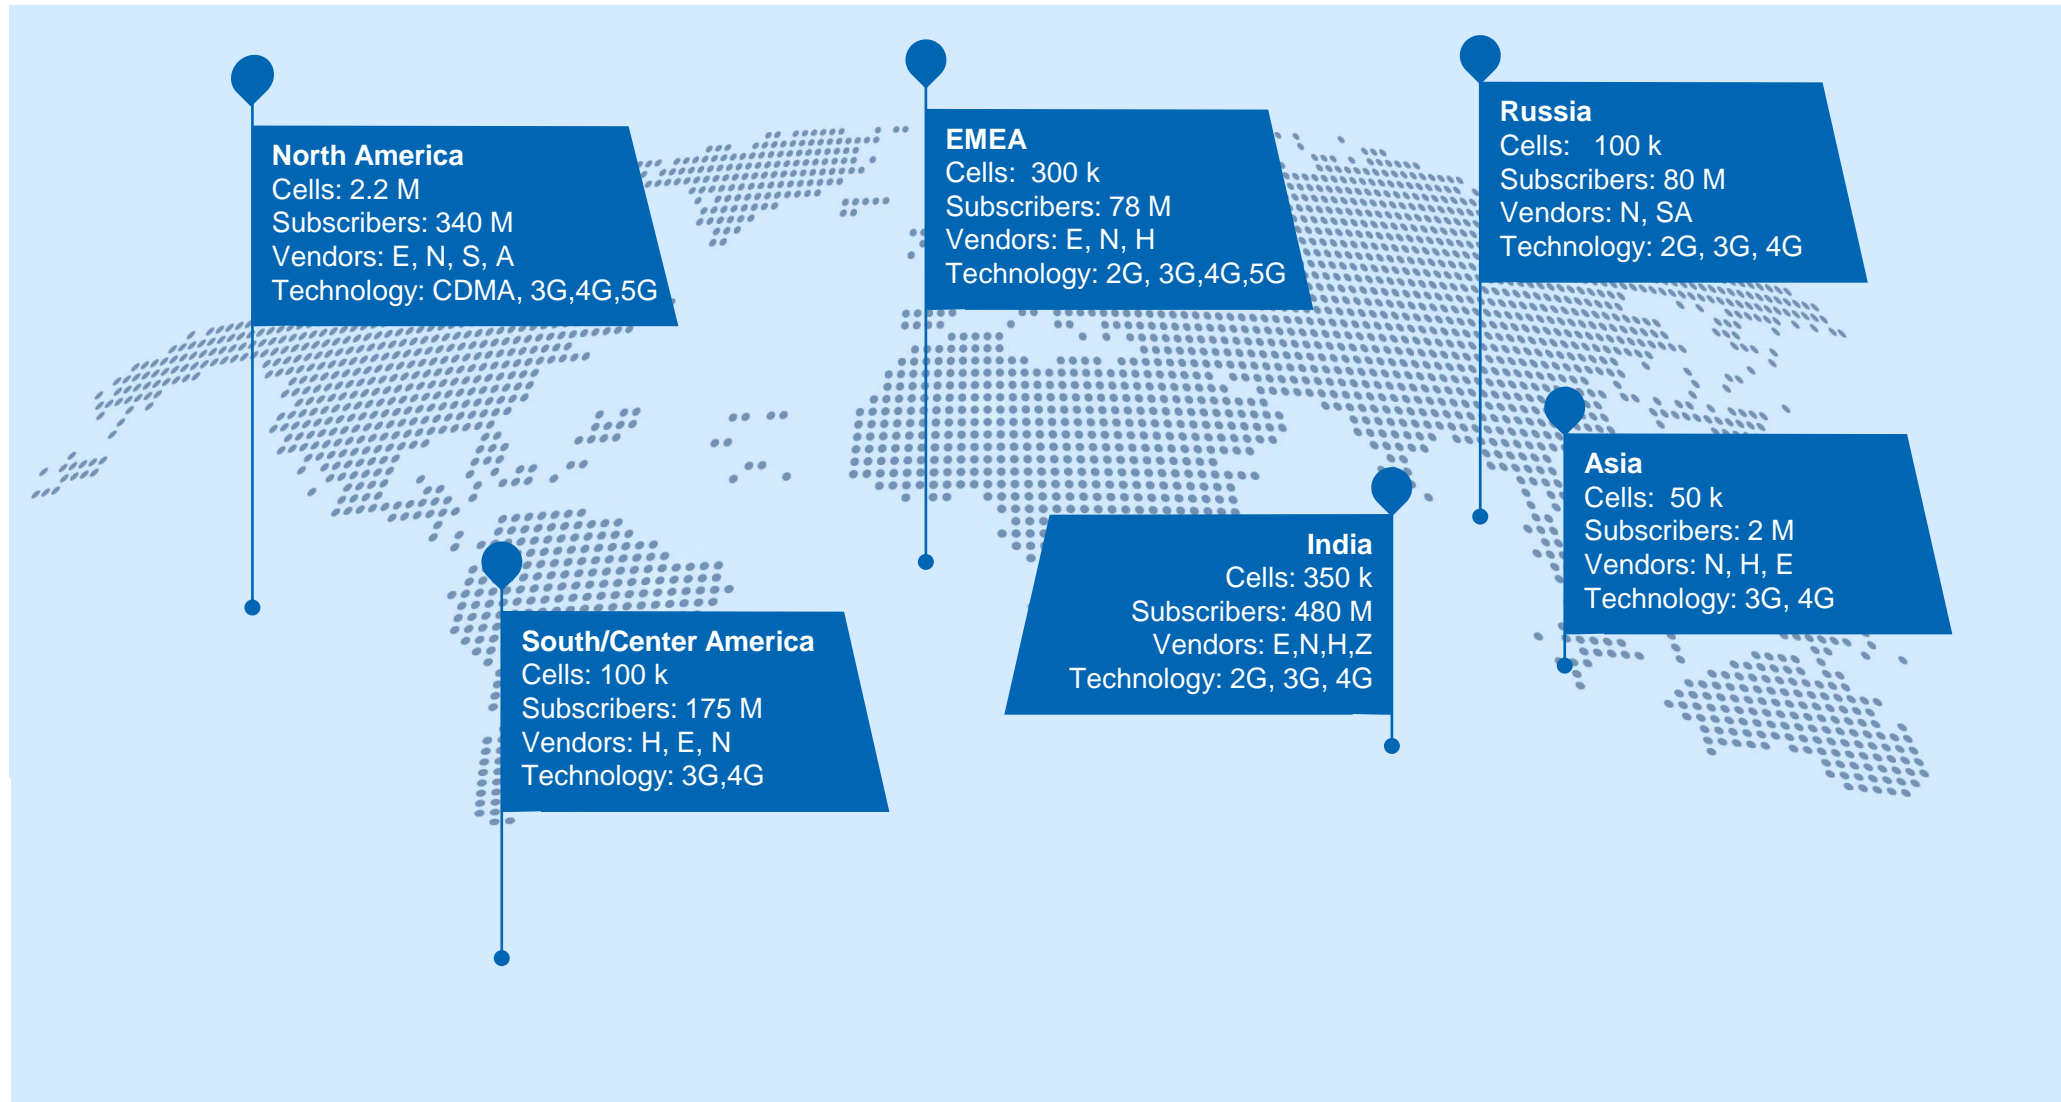 North America
Cells: 2.2 M
Subscribers: 340 M
Vendors: E, N, S, A
Technology: CDMA, 3G,4G,5G
EMEA
Cells: 300 k
Subscribers: 78 M
Vendors: E, N, H
Technology: 2G, 3G,4G,5G
Russia
Cells: 100 k
Subscribers: 80 M
Vendors: N, SA
Technology: 2G, 3G, 4G
Asia
Cells: 50 k
Subscribers: 2 M
Vendors: N, H, E
Technology: 3G, 4G
India
Cells: 350 k
Subscribers: 480 M
Vendors: E,N,H,Z
Technology: 2G, 3G, 4G
South/Center America
Cells: 100 k
Subscribers: 175 M
Vendors: H, E, N
Technology: 3G,4G